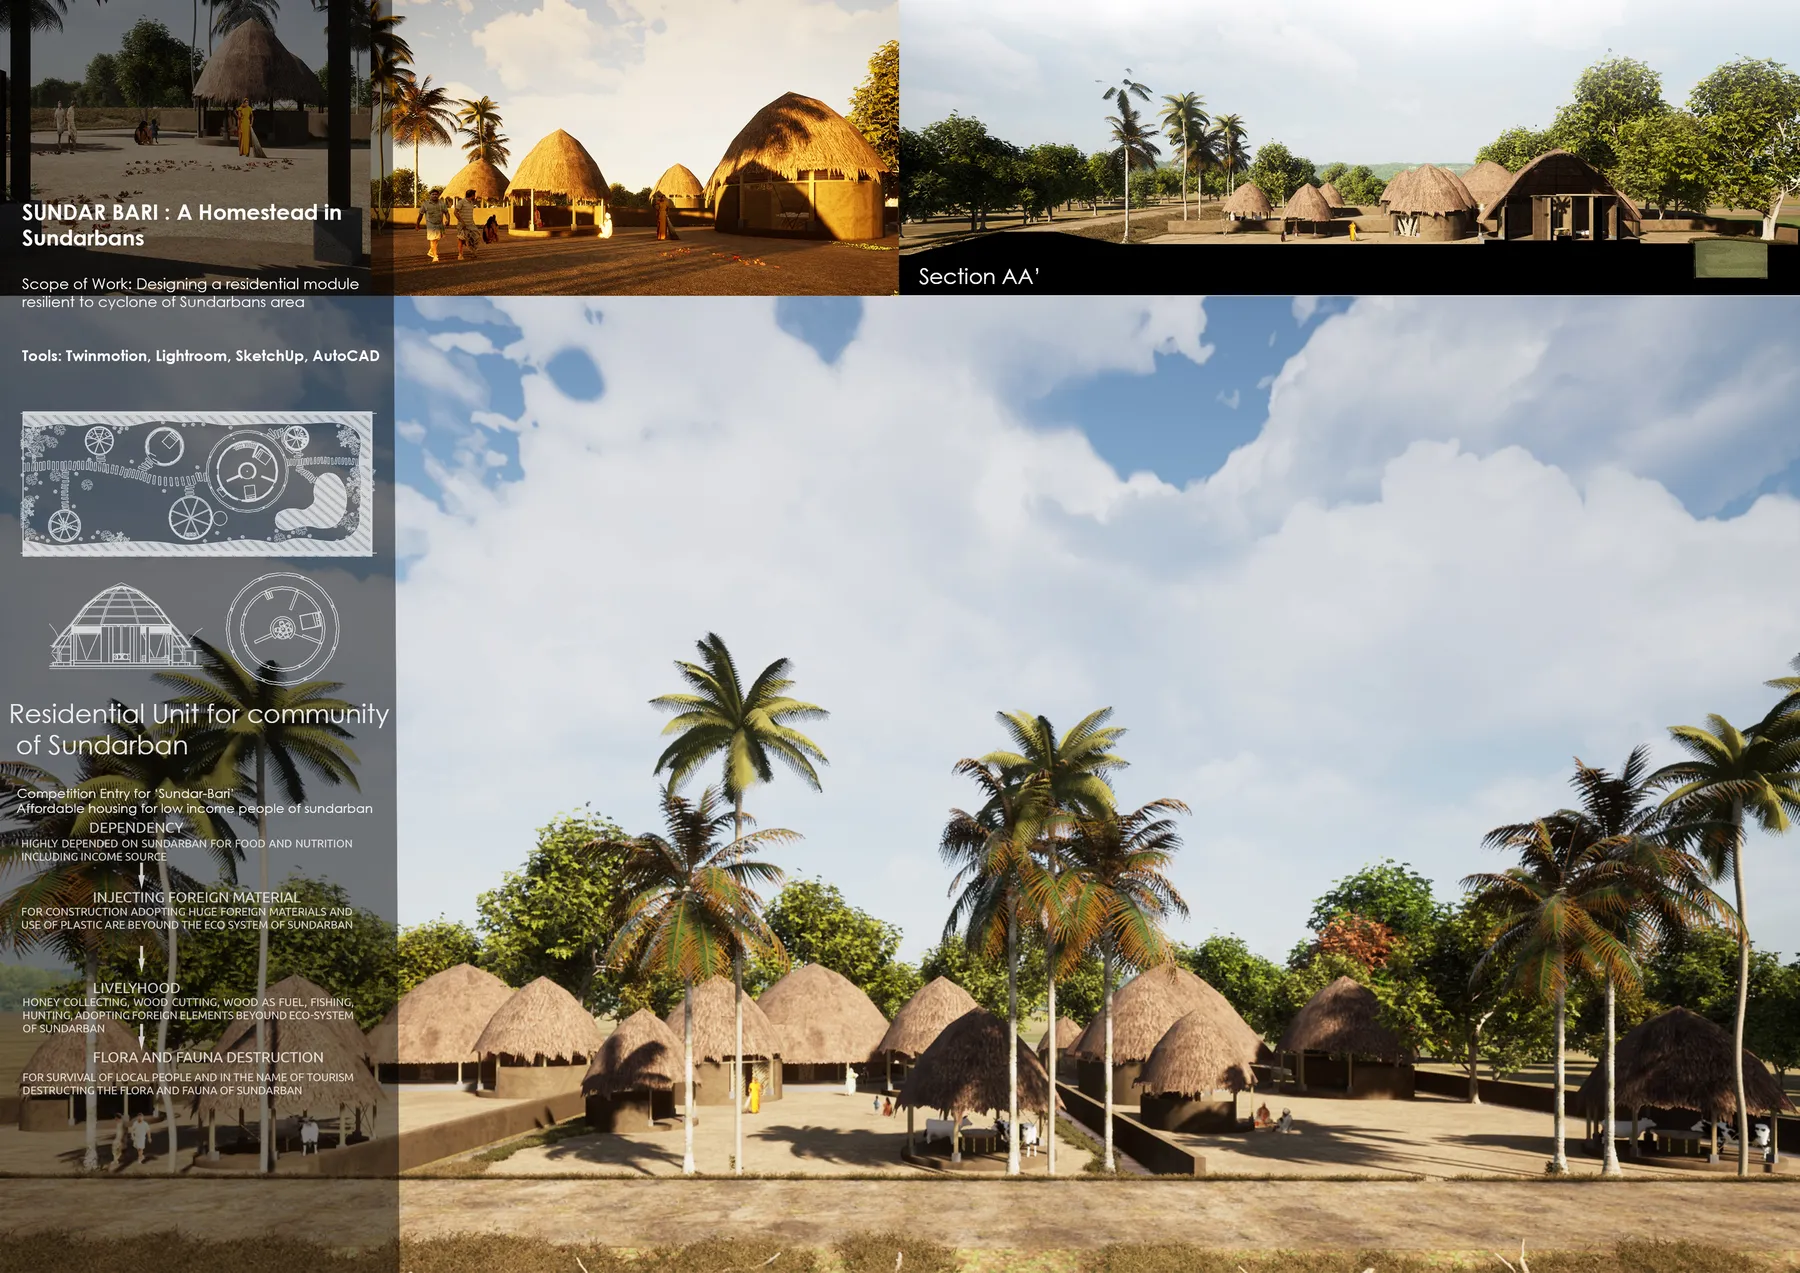 SUNDAR BARI : A Homestead in
Sundarbans
Scope of Work: Designing a residential module
resilient to cyclone of Sundarbans area
Tools: Twinmotion, Lightroom, SketchUp, AutoCAD
Section AA’
Residential Unit for community
of Sundarban
Competition Entry for ‘Sundar-Bari’
Affordable housing for low income people of sundarban
DEPENDENCY
HIGHLY DEPENDED ON SUNDARBAN FOR FOOD AND NUTRITION
INCLUDING INCOME SOURCE
INJECTING FOREIGN MATERIAL
FOR CONSTRUCTION ADOPTING HUGE FOREIGN MATERIALS AND
USE OF PLASTIC ARE BEYOUND THE ECO SYSTEM OF SUNDARBAN
LIVELYHOOD
HONEY COLLECTING, WOOD CUTTING, WOOD AS FUEL, FISHING,
HUNTING, ADOPTING FOREIGN ELEMENTS BEYOUND ECO-SYSTEM
OF SUNDARBAN
FLORA AND FAUNA DESTRUCTION
FOR SURVIVAL OF LOCAL PEOPLE AND IN THE NAME OF TOURISM
DESTRUCTING THE FLORA AND FAUNA OF SUNDARBAN